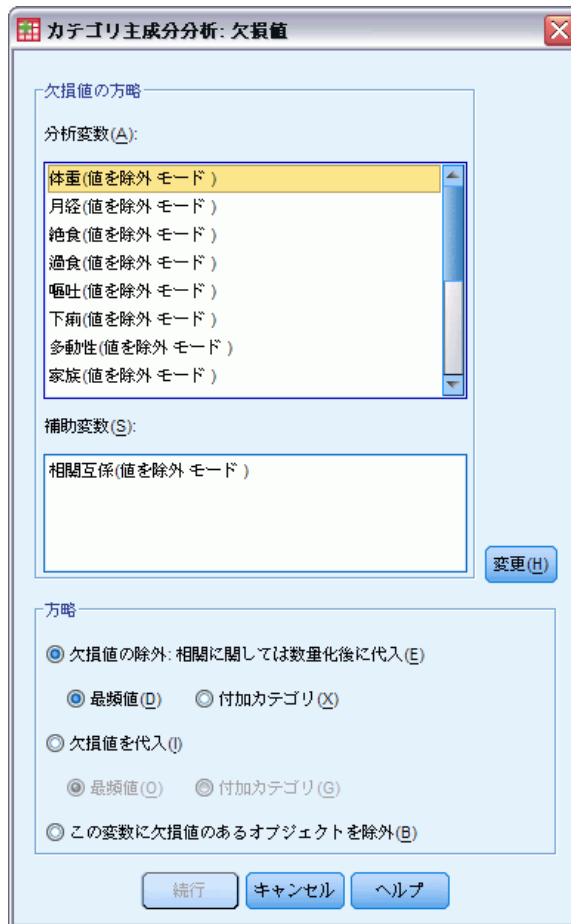 カテゴリ主成分分析: 欠損値
欠損値の方略
分析変数(A):
体重(値を除外 モード )
月経(値を除外 モード )
絶食(値を除外 モード )
過食(値を除外 モード )
嘔吐(値を除外 モード )
下痢(値を除外 モード )
多動性(値を除外 モード )
家族(値を除外 モード )
補助変数(S):
相関互係(値を除外 モード )
変更(H)
方略
欠損値の除外: 相関に関しては数量化後に代入(E)
最頻値(D) 付加カテゴリ(X)
欠損値を代入(I)
最頻値(O) 付加カテゴリ(G)
この変数に欠損値のあるオブジェクトを除外(B)
続行 キャンセル ヘルプ